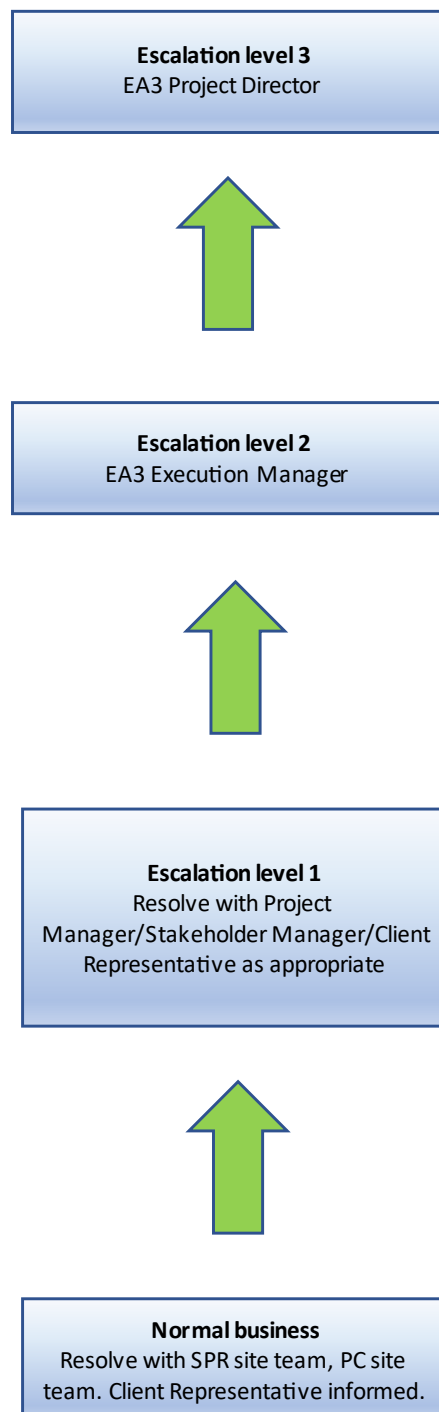 Escalation level 3
EA3 Project Director
Escalation level 2
EA3 Execution Manager
Escalation level 1
Resolve with Project
Manager/Stakeholder Manager/Client
Representative as appropriate
Normal business
Resolve with SPR site team, PC site
team. Client Representative informed.